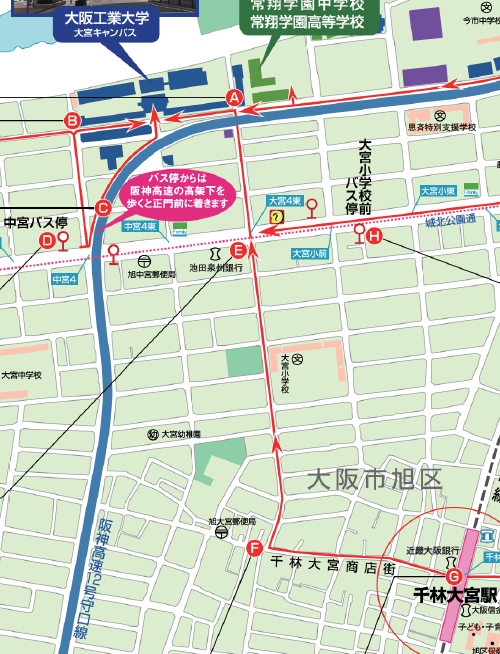 大阪工業大学
大宮キャンパス
常翔学園中学校
常翔学園高等学校
今市中学校
A
B
思斉特別支援学校
大宮小学校前
バス停
バス停からは
阪神高速の高架下を
歩くと正門前に着きます
C
中宮バス停
D
中宮4東
大宮4東
大宮小東
城北公園通
H
E
大宮小前
中宮4
旭中宮郵便局
池田泉州銀行
大宮小学校
大宮中学校
大宮幼稚園
大阪市旭区
旭大宮郵便局
F
千林大宮商店街
近畿大阪銀行
G
千林大宮駅
阪神高速12号守口線
大阪信金
子ども・子育
旭区保健